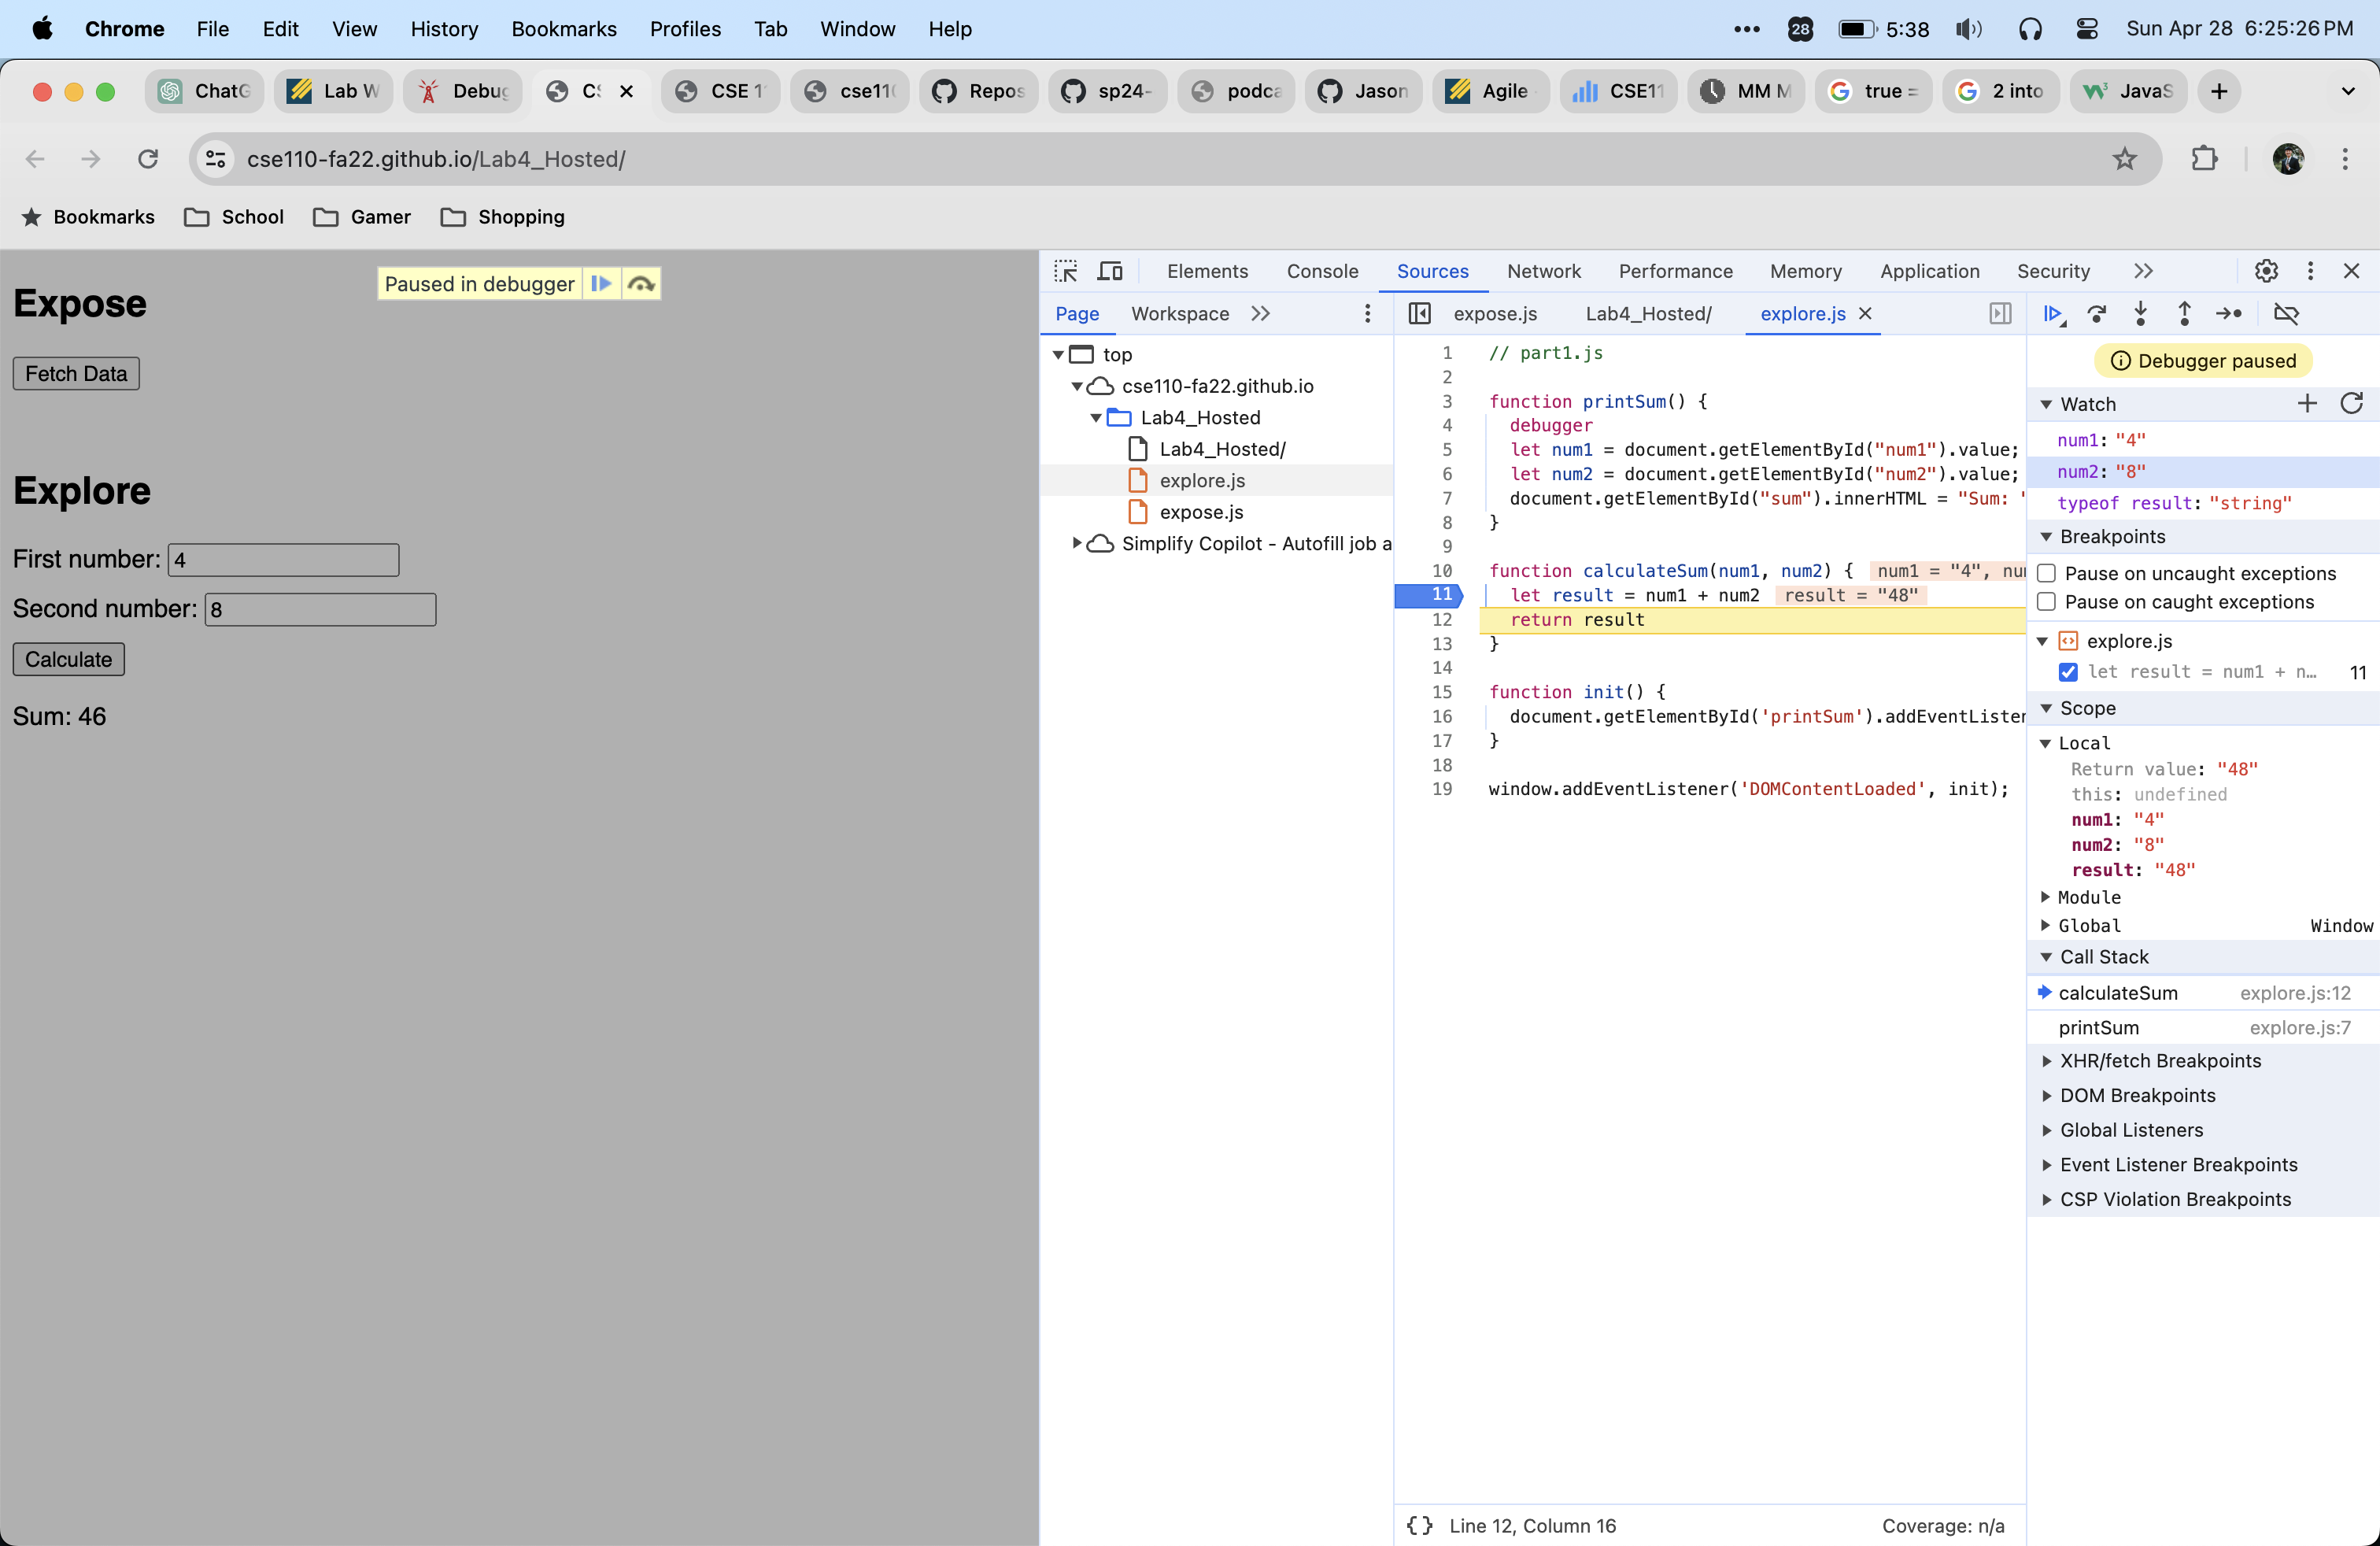 Chrome File Edit View History Bookmarks Profiles Tab Window Help 28 5:38 Sun Apr 28 6:25:26 PM
ChatG Lab W Debug CS CSE 1 cse110 Repos sp24- podca Jason Agile CSE11 MM M true = 2 into JavaS
cse110-fa22.github.io/Lab4_Hosted/
Bookmarks School Gamer Shopping
Paused in debugger
Expose
Fetch Data
Explore
First number: 4
Second number: 8
Calculate
Sum: 46
Elements Console Sources Network Performance Memory Application Security
Page Workspace
top
cse110-fa22.github.io
Lab4_Hosted
Lab4_Hosted/
explore.js
expose.js
Simplify Copilot - Autofill job a
expose.js Lab4_Hosted/ explore.js
1 // part1.js
2
3 function printSum() {
4 debugger
5 let num1 = document.getElementById("num1").value;
6 let num2 = document.getElementById("num2").value;
7 document.getElementById("sum").innerHTML = "Sum: "
8 }
9
10 function calculateSum(num1, num2) { num1 = "4", num
11 let result = num1 + num2 result = "48"
12 return result
13 }
14
15 function init() {
16 document.getElementById('printSum').addEventListen
17 }
18
19 window.addEventListener('DOMContentLoaded', init);
{} Line 12, Column 16 Coverage: n/a
Debugger paused
Watch
num1: "4"
num2: "8"
typeof result: "string"
Breakpoints
Pause on uncaught exceptions
Pause on caught exceptions
explore.js
let result = num1 + n… 11
Scope
Local
Return value: "48"
this: undefined
num1: "4"
num2: "8"
result: "48"
Module
Global Window
Call Stack
calculateSum explore.js:12
printSum explore.js:7
XHR/fetch Breakpoints
DOM Breakpoints
Global Listeners
Event Listener Breakpoints
CSP Violation Breakpoints